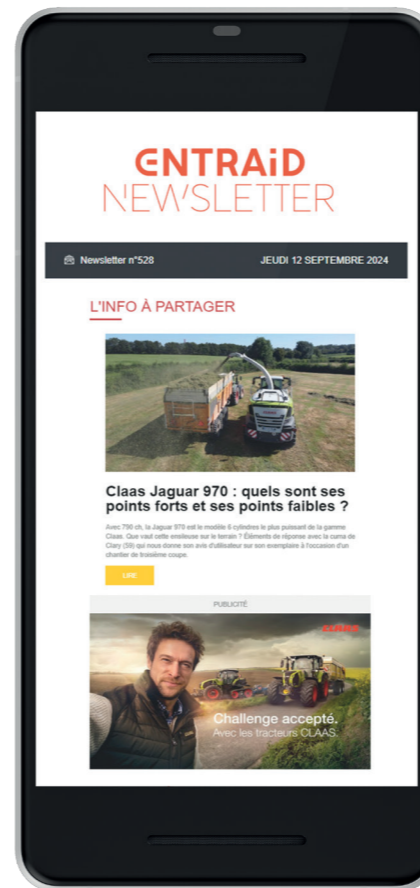 ENTRAiD
NEWSLETTER
Newsletter n°528
JEUDI 12 SEPTEMBRE 2024
L'INFO À PARTAGER
Claas Jaguar 970 : quels sont ses
points forts et ses points faibles ?
Avec 790 ch, la Jaguar 970 est le modèle 6 cylindres le plus puissant de la gamme
Claas. Que vaut cette ensileuse sur le terrain ? Éléments de réponse avec la cuma de
Clary (59) qui nous donne son avis d'utilisateur sur son exemplaire à l'occasion d'un
chantier de troisième coupe.
LIRE
PUBLICITÉ
CLAAS
Challenge accepté.
Avec les tracteurs CLAAS.